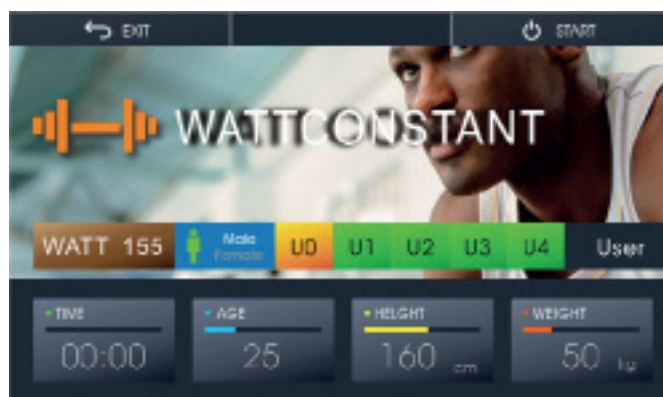 EXIT START
WATTCONSTANT
WATT 155 Male Female U0 U1 U2 U3 U4 User
TIME AGE HEIGHT WEIGHT
00:00 25 160 cm 50 kg